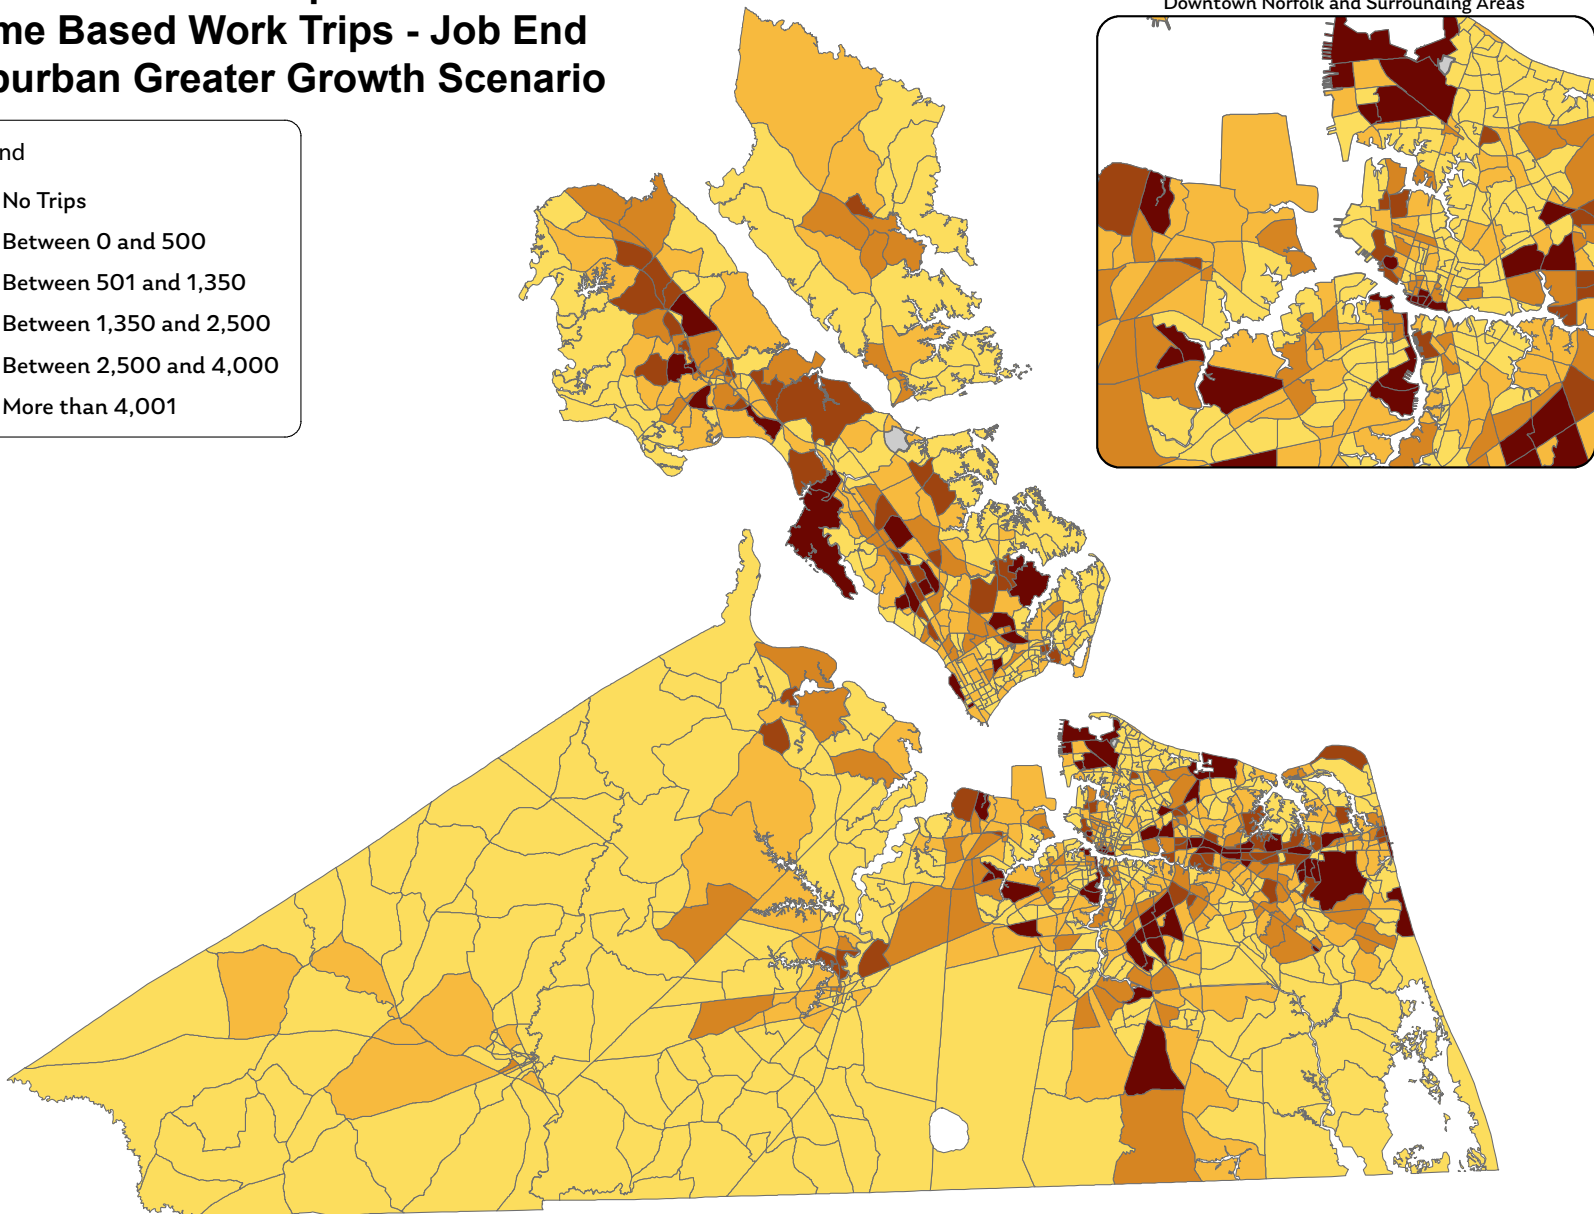 me Based Work Trips - Job End
burban Greater Growth Scenario
nd
No Trips
Between 0 and 500
Between 501 and 1,350
Between 1,350 and 2,500
Between 2,500 and 4,000
More than 4,001
Downtown Norfolk and Surrounding Areas